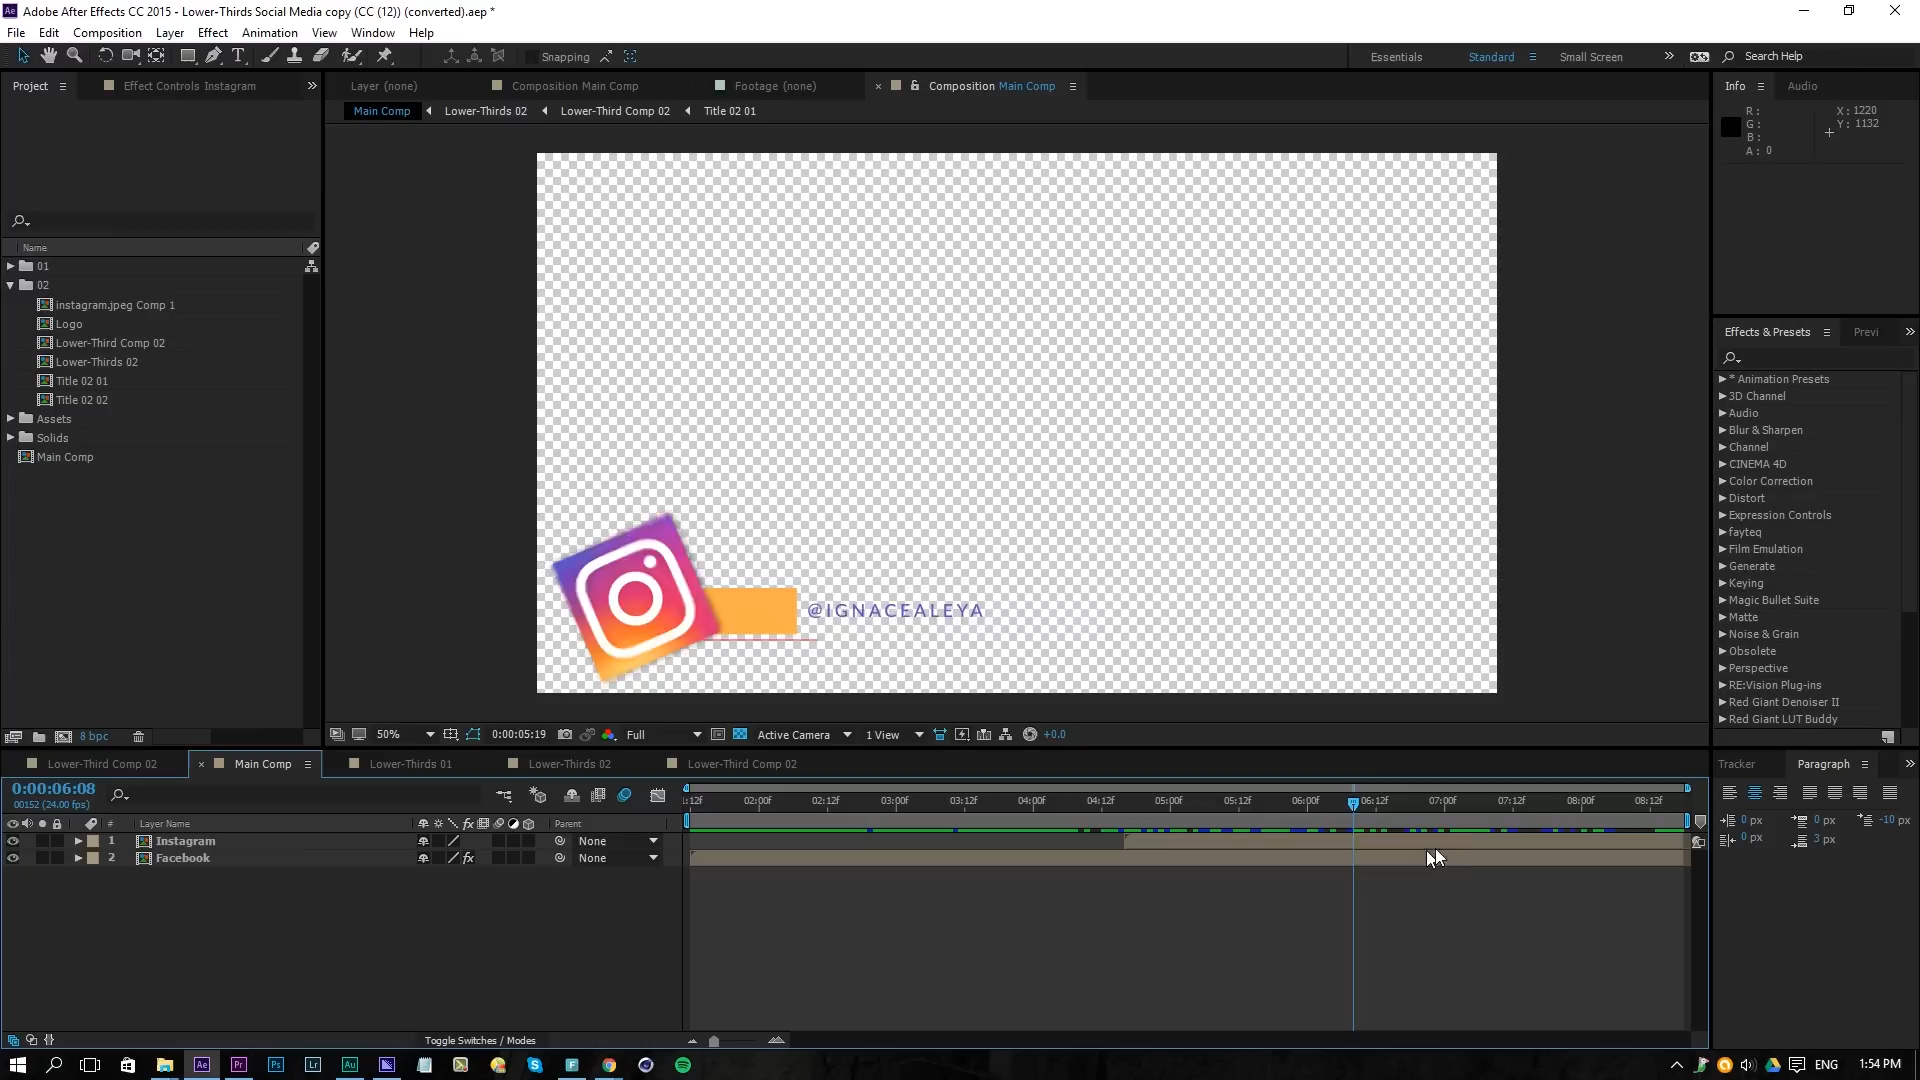 Adobe After Effects CC 2015 - Lower-Thirds Social Media copy (CC (12)) (converted).aep *
File Edit Composition Layer Effect Animation View Window Help
Snapping
Essentials Standard Small Screen Search Help
Project Effect Controls Instagram
Layer (none) Composition Main Comp Footage (none) Composition Main Comp
Info Audio
Main Comp Lower-Thirds 02 Lower-Third Comp 02 Title 02 01
R: X: 1220
G: Y: 1132
B:
A: 0
Name
01
02
instagram.jpeg Comp 1
Logo
Lower-Third Comp 02
Lower-Thirds 02
Title 02 01
Title 02 02
Assets
Solids
Main Comp
8 bpc
@IGNACEALEYA
50% 0:00:05:19 Full Active Camera 1 View +0.0
Effects & Presets Previ
* Animation Presets
3D Channel
Audio
Blur & Sharpen
Channel
CINEMA 4D
Color Correction
Distort
Expression Controls
fayteq
Film Emulation
Generate
Keying
Magic Bullet Suite
Matte
Noise & Grain
Obsolete
Perspective
RE:Vision Plug-ins
Red Giant Denoiser II
Red Giant LUT Buddy
Lower-Third Comp 02 Main Comp Lower-Thirds 01 Lower-Thirds 02 Lower-Third Comp 02
Tracker Paragraph
0:00:06:08
00152 (24.00 fps)
:12f 02:00f 02:12f 03:00f 03:12f 04:00f 04:12f 05:00f 05:12f 06:00f 06:12f 07:00f 07:12f 08:00f 08:12f
# Layer Name fx Parent
1 Instagram None
2 Facebook fx None
0 px 0 px -10 px
0 px 3 px
Toggle Switches / Modes
Ae Pr Ps Lr Au F
ENG 1:54 PM